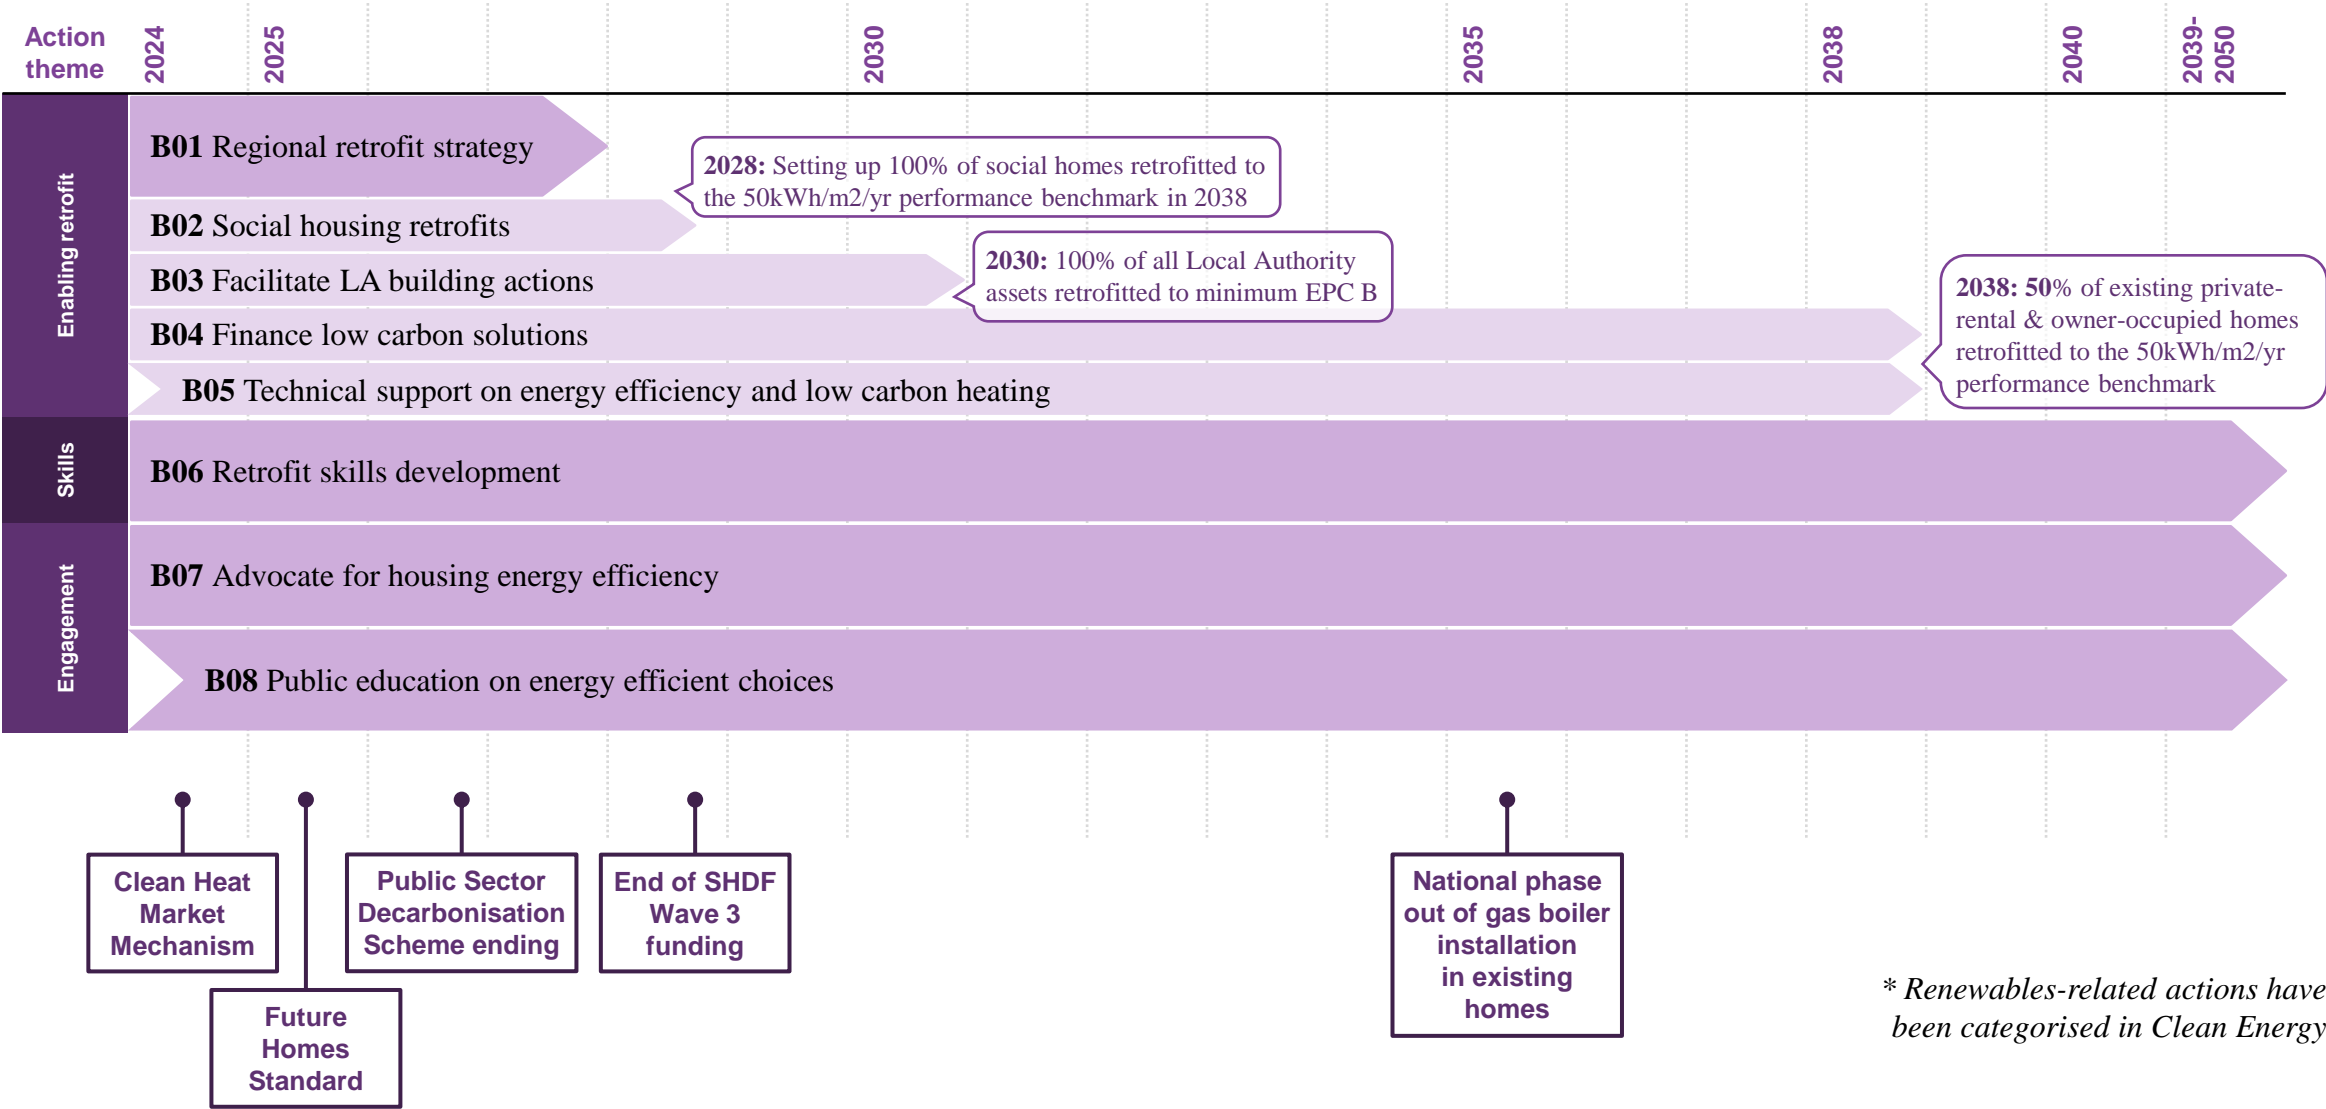 Action
theme
2024
2025
2030
2035
2038
2040
2039-
2050
Enabling retrofit
B01 Regional retrofit strategy
2028: Setting up 100% of social homes retrofitted to
the 50kWh/m2/yr performance benchmark in 2038
B02 Social housing retrofits
B03 Facilitate LA building actions
2030: 100% of all Local Authority
assets retrofitted to minimum EPC B
B04 Finance low carbon solutions
2038: 50% of existing private-
rental & owner-occupied homes
retrofitted to the 50kWh/m2/yr
performance benchmark
B05 Technical support on energy efficiency and low carbon heating
Skills
B06 Retrofit skills development
Engagement
B07 Advocate for housing energy efficiency
B08 Public education on energy efficient choices
Clean Heat
Market
Mechanism
Future
Homes
Standard
Public Sector
Decarbonisation
Scheme ending
End of SHDF
Wave 3
funding
National phase
out of gas boiler
installation
in existing
homes
* Renewables-related actions have
been categorised in Clean Energy